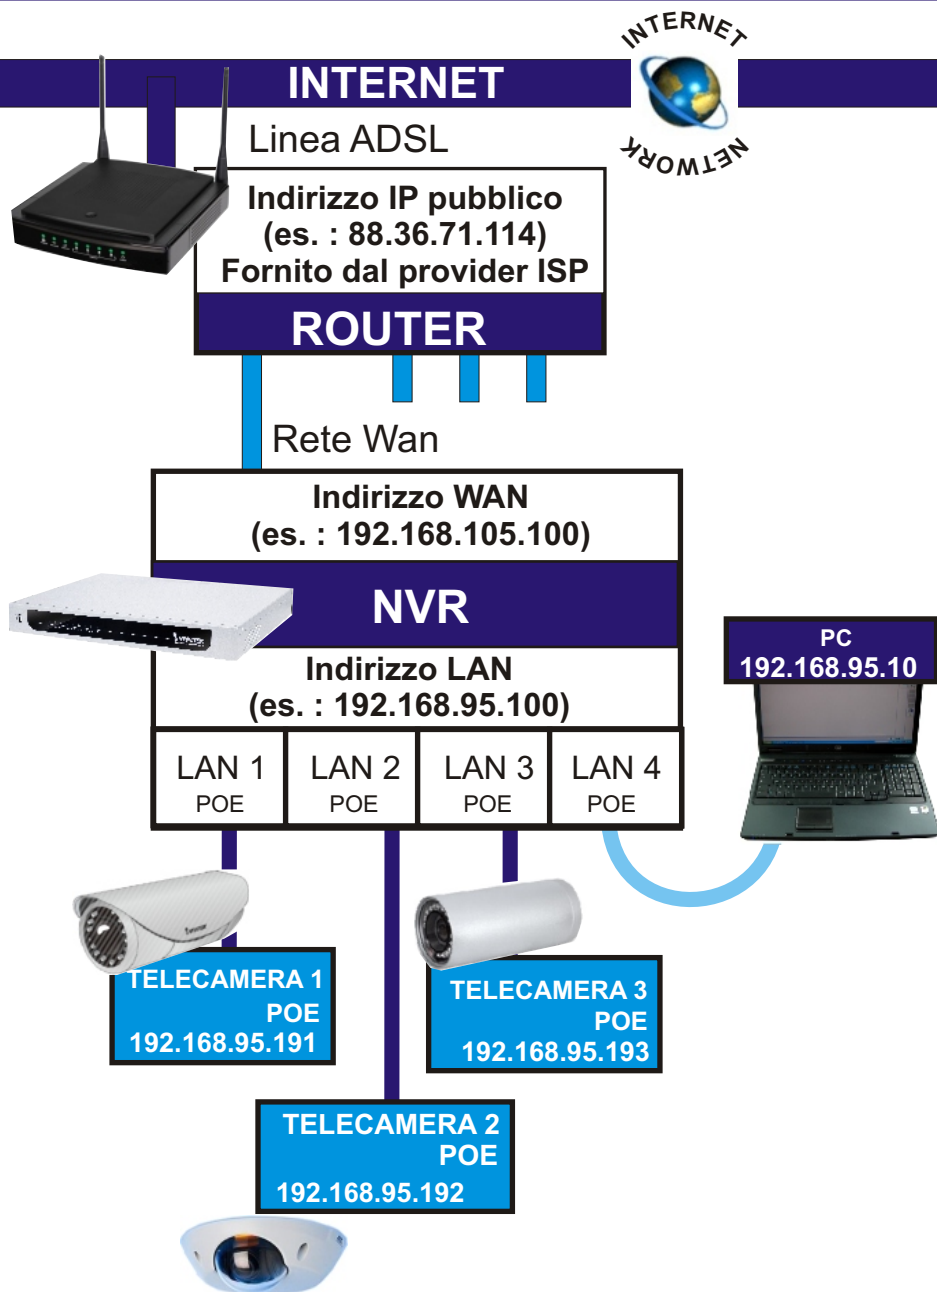 INTERNET
NETWORK
INTERNET
Linea ADSL
Indirizzo IP pubblico
(es. : 88.36.71.114)
Fornito dal provider ISP
ROUTER
Rete Wan
Indirizzo WAN
(es. : 192.168.105.100)
NVR
Indirizzo LAN
(es. : 192.168.95.100)
PC
192.168.95.10
LAN 1
POE
LAN 2
POE
LAN 3
POE
LAN 4
POE
TELECAMERA 1
POE
192.168.95.191
TELECAMERA 3
POE
192.168.95.193
TELECAMERA 2
POE
192.168.95.192